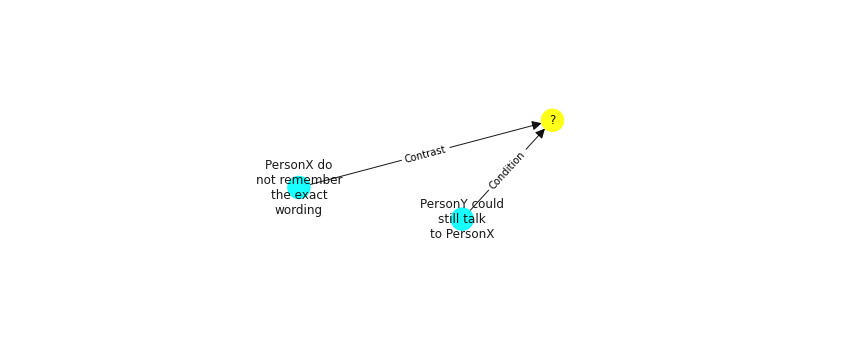 ?
Contrast
Condition
PersonX do
not remember
the exact
wording
PersonY could
still talk
to PersonX